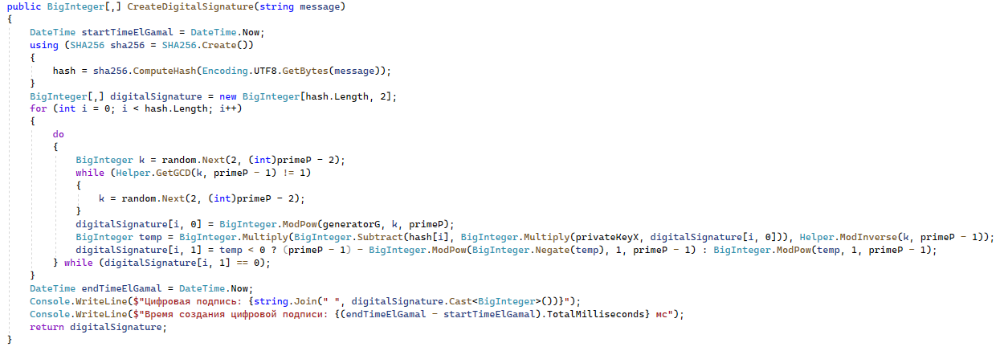 public BigInteger[,] CreateDigitalSignature(string message)
{
    DateTime startTimeElGamal = DateTime.Now;
    using (SHA256 sha256 = SHA256.Create())
    {
        hash = sha256.ComputeHash(Encoding.UTF8.GetBytes(message));
    }
    BigInteger[,] digitalSignature = new BigInteger[hash.Length, 2];
    for (int i = 0; i < hash.Length; i++)
    {
        do
        {
            BigInteger k = random.Next(2, (int)primeP - 2);
            while (Helper.GetGCD(k, primeP - 1) != 1)
            {
                k = random.Next(2, (int)primeP - 2);
            }
            digitalSignature[i, 0] = BigInteger.ModPow(generatorG, k, primeP);
            BigInteger temp = BigInteger.Multiply(BigInteger.Subtract(hash[i], BigInteger.Multiply(privateKeyX, digitalSignature[i, 0])), Helper.ModInverse(k, primeP - 1));
            digitalSignature[i, 1] = temp < 0 ? (primeP - 1) - BigInteger.ModPow(BigInteger.Negate(temp), 1, primeP - 1) : BigInteger.ModPow(temp, 1, primeP - 1);
        } while (digitalSignature[i, 1] == 0);
    }
    DateTime endTimeElGamal = DateTime.Now;
    Console.WriteLine($"Цифровая подпись: {string.Join(" ", digitalSignature.Cast<BigInteger>())}");
    Console.WriteLine($"Время создания цифровой подписи: {(endTimeElGamal - startTimeElGamal).TotalMilliseconds} мс");
    return digitalSignature;
}